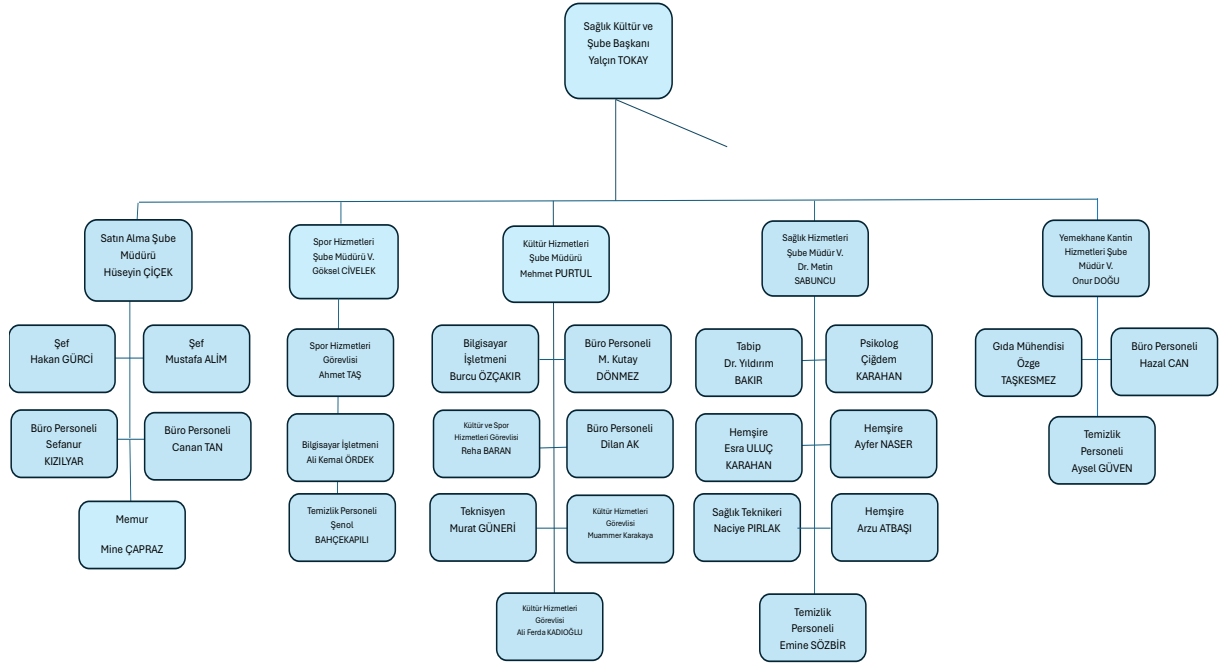 Sağlık Kültür ve
Şube Başkanı
Yalçın TOKAY
Satın Alma Şube
Müdürü
Hüseyin ÇİÇEK
Spor Hizmetleri
Şube Müdürü V.
Göksel CİVELEK
Kültür Hizmetleri
Şube Müdürü
Mehmet PURTUL
Sağlık Hizmetleri
Şube Müdür V.
Dr. Metin
SABUNCU
Yemekhane Kantin
Hizmetleri Şube
Müdür V.
Onur DOĞU
Şef
Hakan GÜRCİ
Şef
Mustafa ALİM
Spor Hizmetleri
Görevlisi
Ahmet TAŞ
Bilgisayar
İşletmeni
Burcu ÖZÇAKIR
Büro Personeli
M. Kutay
DÖNMEZ
Tabip
Dr. Yıldırım
BAKIR
Psikolog
Çiğdem
KARAHAN
Gıda Mühendisi
Özge
TAŞKESMEZ
Büro Personeli
Hazal CAN
Büro Personeli
Sefanur
KIZILYAR
Büro Personeli
Canan TAN
Bilgisayar İşletmeni
Ali Kemal ÖRDEK
Kültür ve Spor
Hizmetleri Görevlisi
Reha BARAN
Büro Personeli
Dilan AK
Hemşire
Esra ULUÇ
KARAHAN
Hemşire
Ayfer NASER
Temizlik
Personeli
Aysel GÜVEN
Memur
Mine ÇAPRAZ
Temizlik Personeli
Şenol
BAHÇEKAPILI
Teknisyen
Murat GÜNERİ
Kültür Hizmetleri
Görevlisi
Muammer Karakaya
Sağlık Teknikeri
Naciye PIRLAK
Hemşire
Arzu ATBAŞI
Kültür Hizmetleri
Görevlisi
Ali Ferda KADIOĞLU
Temizlik
Personeli
Emine SÖZBİR